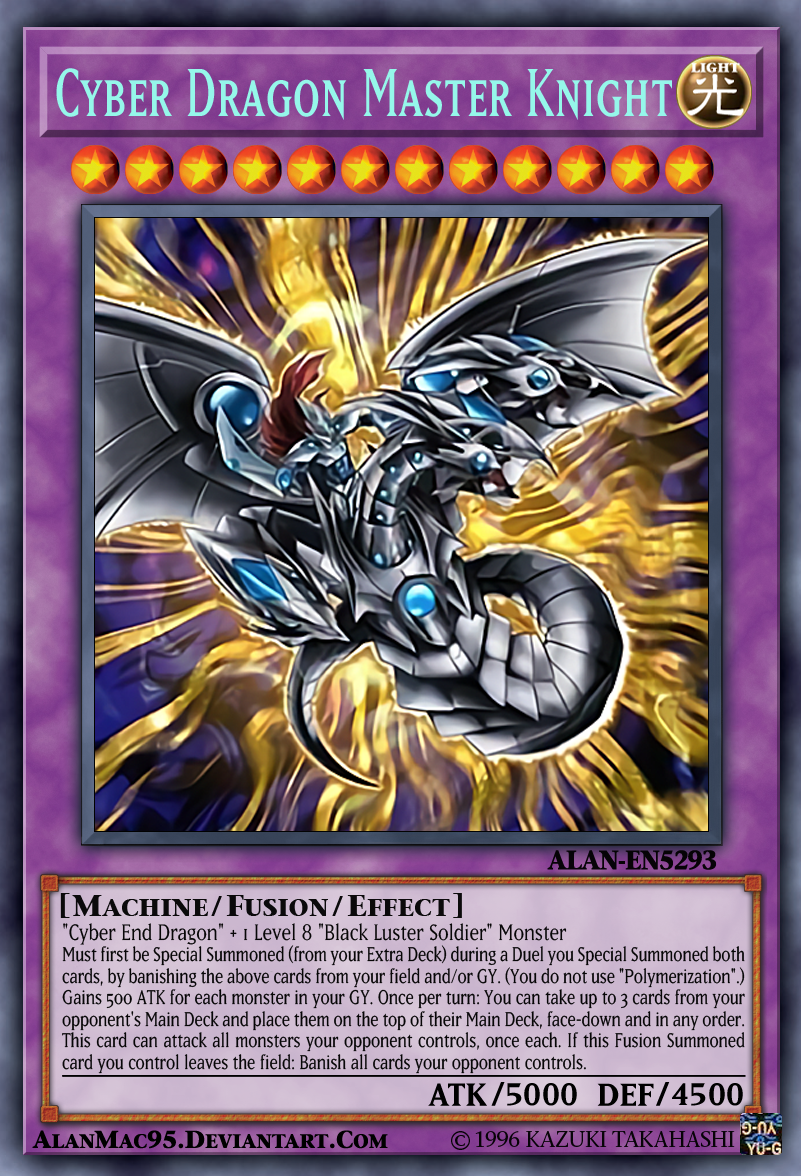 Cyber Dragon Master Knight
LIGHT
光
ALAN-EN5293
[Machine/Fusion/Effect]
"Cyber End Dragon" + 1 Level 8 "Black Luster Soldier" Monster
Must first be Special Summoned (from your Extra Deck) during a Duel you Special Summoned both
cards, by banishing the above cards from your field and/or GY. (You do not use "Polymerization".)
Gains 500 ATK for each monster in your GY. Once per turn: You can take up to 3 cards from your
opponent's Main Deck and place them on the top of their Main Deck, face-down and in any order.
This card can attack all monsters your opponent controls, once each. If this Fusion Summoned
card you control leaves the field: Banish all cards your opponent controls.
ATK/5000 DEF/4500
AlanMac95.Deviantart.Com
© 1996 KAZUKI TAKAHASHI
YU-G
YU-G